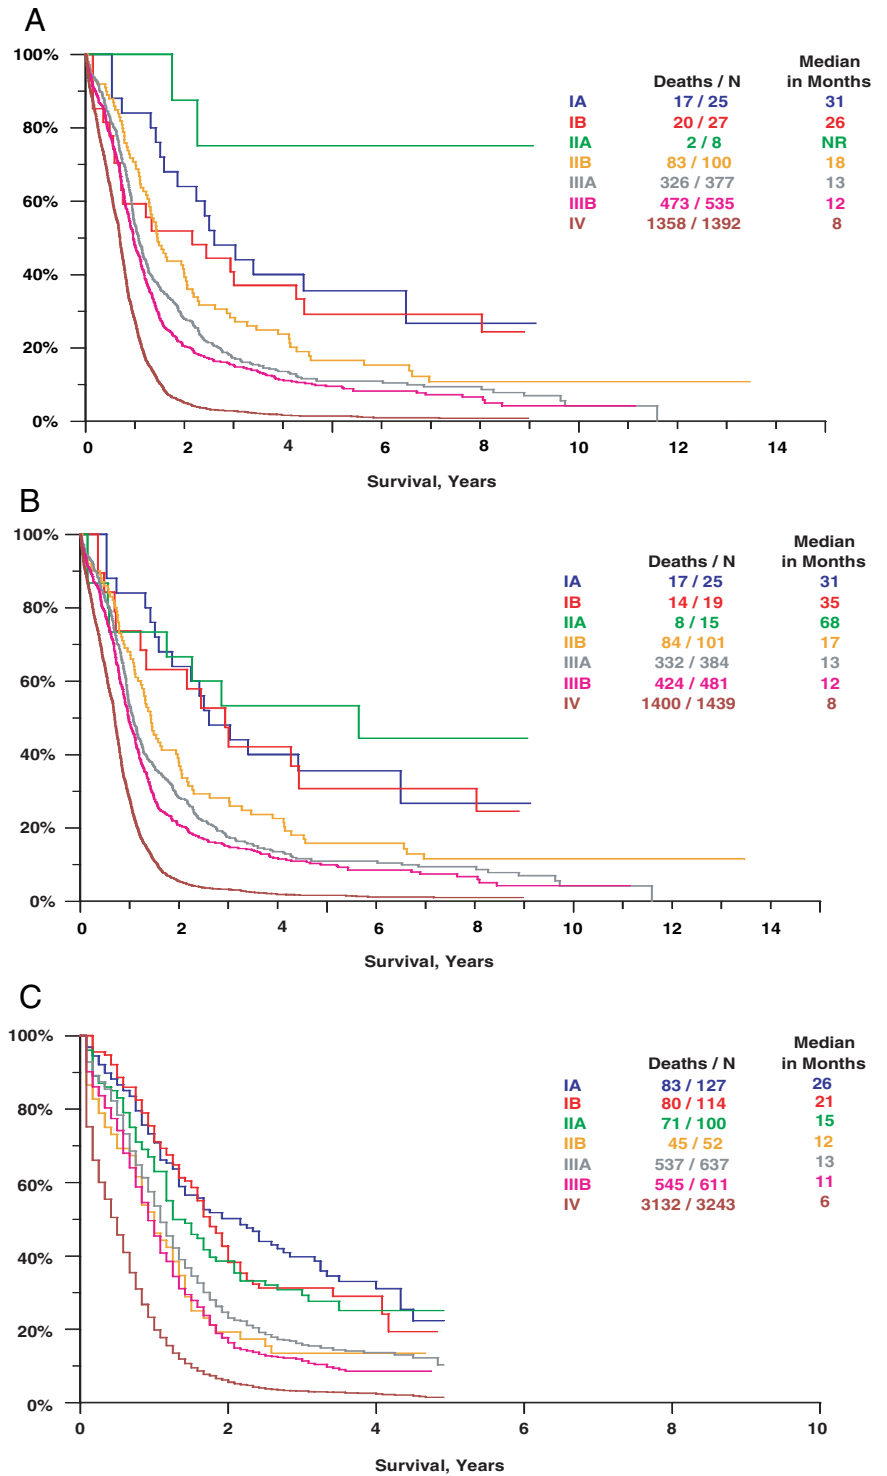 A
Median
Deaths / N in Months
IA 17 / 25 31
IB 20 / 27 26
IIA 2 / 8 NR
IIB 83 / 100 18
IIIA 326 / 377 13
IIIB 473 / 535 12
IV 1358 / 1392 8
100%
80%
60%
40%
20%
0%
0 2 4 6 8 10 12 14
Survival, Years
B
Median
Deaths / N in Months
IA 17 / 25 31
IB 14 / 19 35
IIA 8 / 15 68
IIB 84 / 101 17
IIIA 332 / 384 13
IIIB 424 / 481 12
IV 1400 / 1439 8
100%
80%
60%
40%
20%
0%
0 2 4 6 8 10 12 14
Survival, Years
C
Median
Deaths / N in Months
IA 83 / 127 26
IB 80 / 114 21
IIA 71 / 100 15
IIB 45 / 52 12
IIIA 537 / 637 13
IIIB 545 / 611 11
IV 3132 / 3243 6
100%
80%
60%
40%
20%
0%
0 2 4 6 8 10
Survival, Years